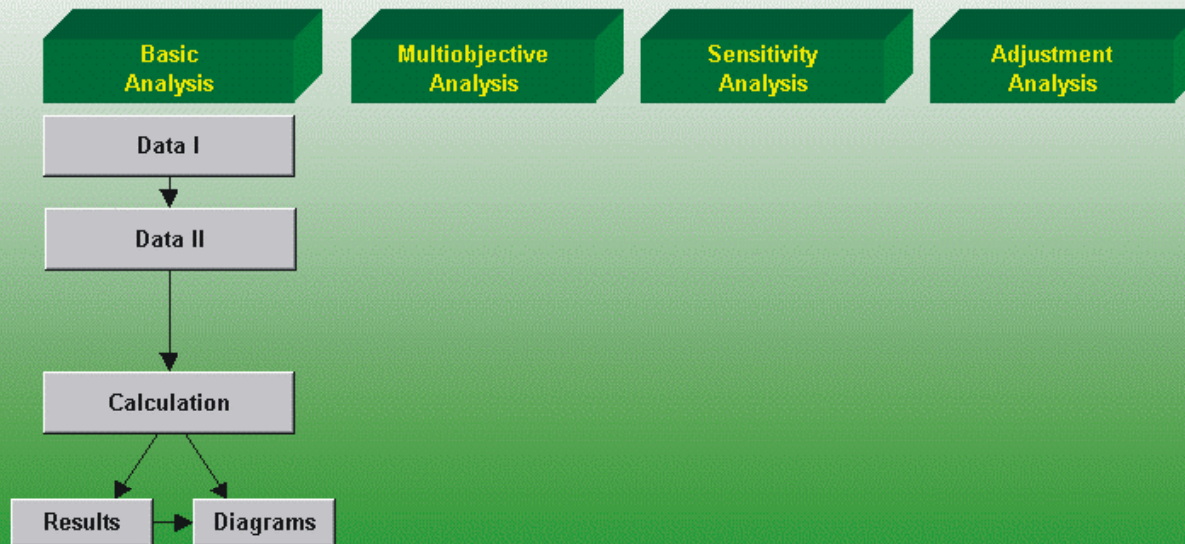 Basic
Analysis
Multiobjective
Analysis
Sensitivity
Analysis
Adjustment
Analysis
Data I
Data II
Calculation
Results
Diagrams